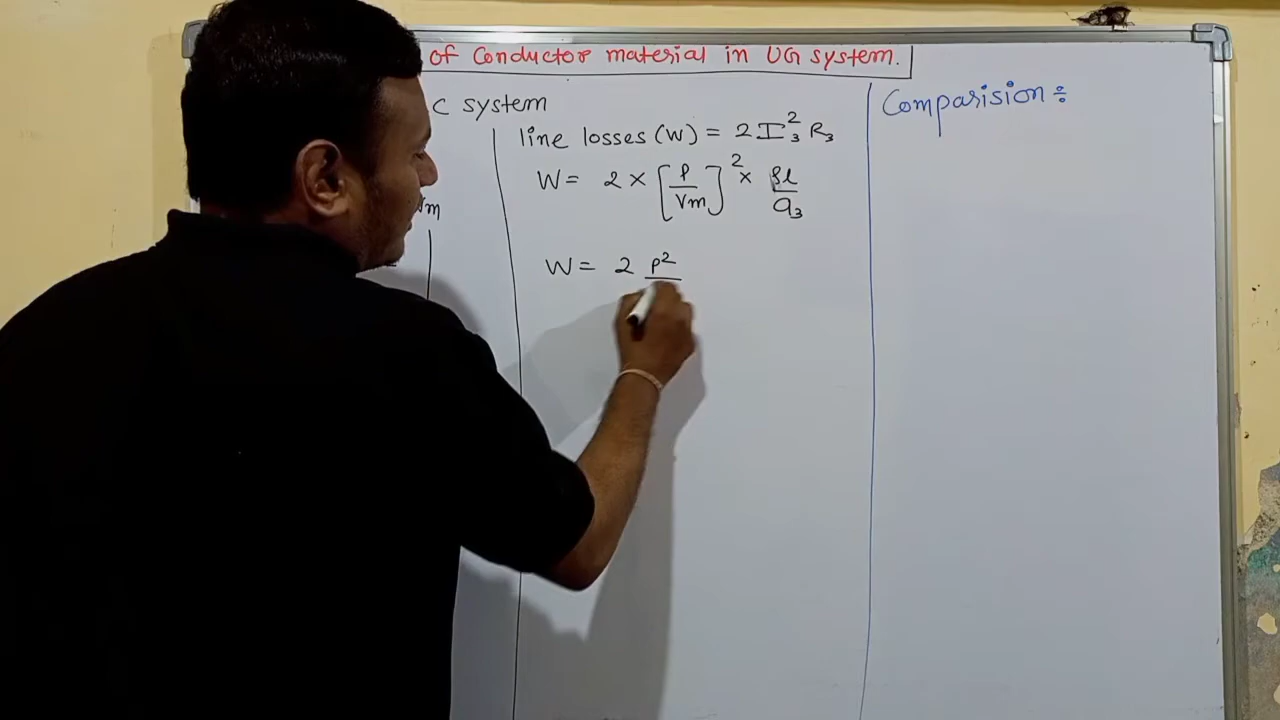 of Conductor material in UG system.
C system
Vm
line losses (W) = 2 I₃² R₃
W = 2 × [P/Vm]² × ρl/a₃
W = 2 P²
Comparision ÷